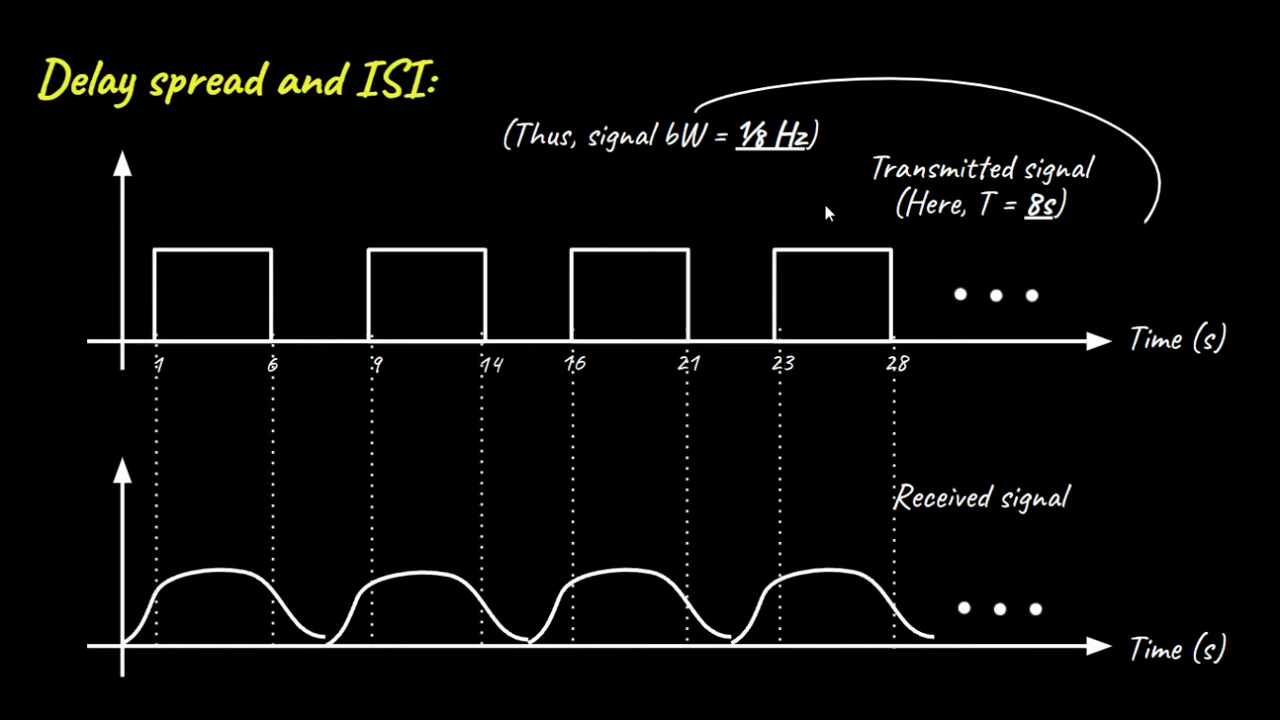 Delay spread and ISI:
(Thus, signal bW = 1/8 Hz)
Transmitted signal
(Here, T = 8s)
Time (s)
1 6 9 14 16 21 23 28
Received signal
Time (s)